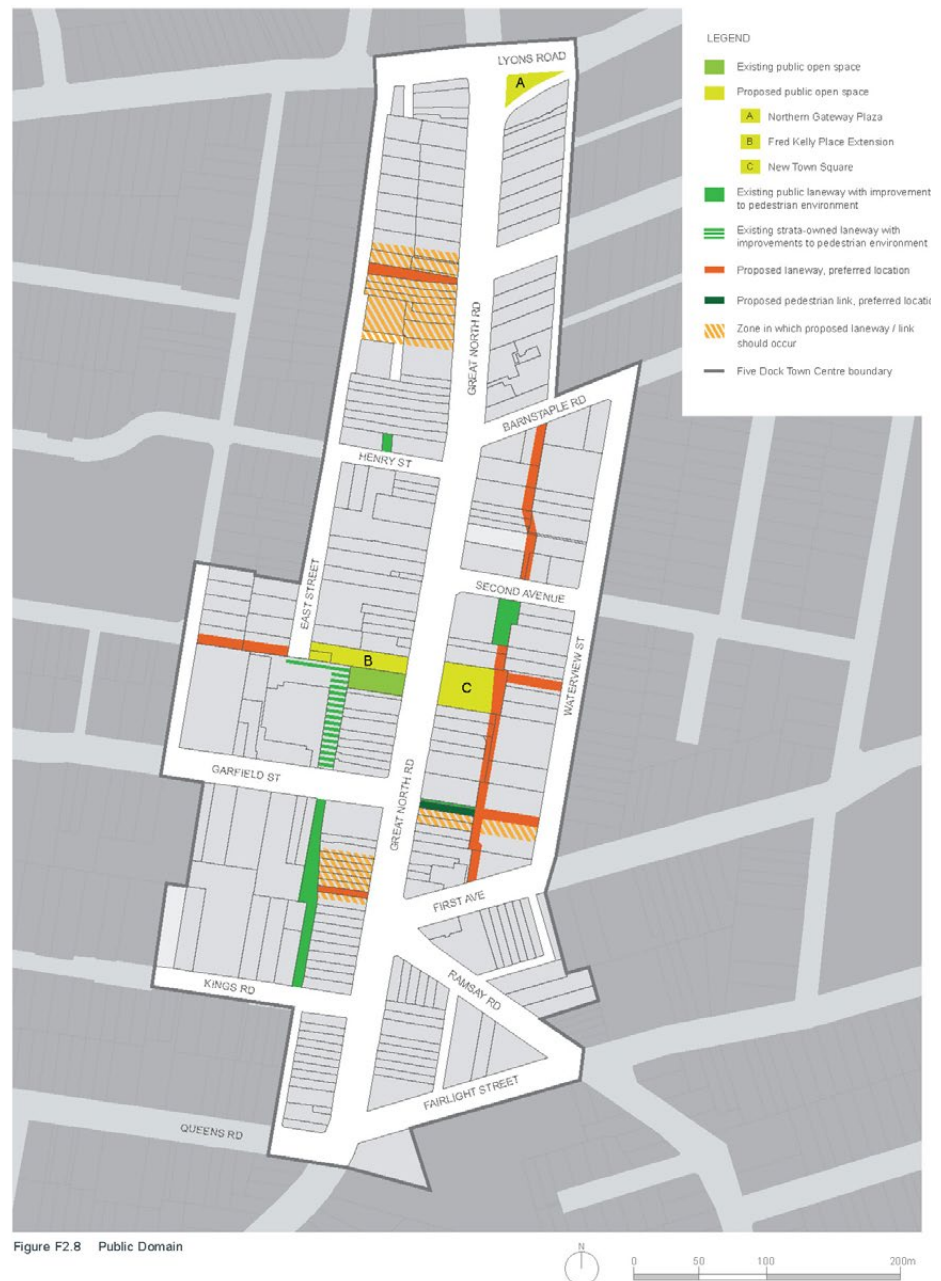 LYONS ROAD
A
GREAT NORTH RD
BARNSTAPLE RD
HENRY ST
SECOND AVENUE
EAST STREET
WATERVIEW ST
B
C
GARFIELD ST
GREAT NORTH RD
FIRST AVE
RAMSAY RD
KINGS RD
FAIRLIGHT STREET
QUEENS RD
LEGEND
Existing public open space
Proposed public open space
A Northern Gateway Plaza
B Fred Kelly Place Extension
C New Town Square
Existing public laneway with improvement
to pedestrian environment
Existing strata-owned laneway with
improvements to pedestrian environment
Proposed laneway, preferred location
Proposed pedestrian link, preferred locatio
Zone in which proposed laneway / link
should occur
Five Dock Town Centre boundary
Figure F2.8 Public Domain
N
0 50 100 200m